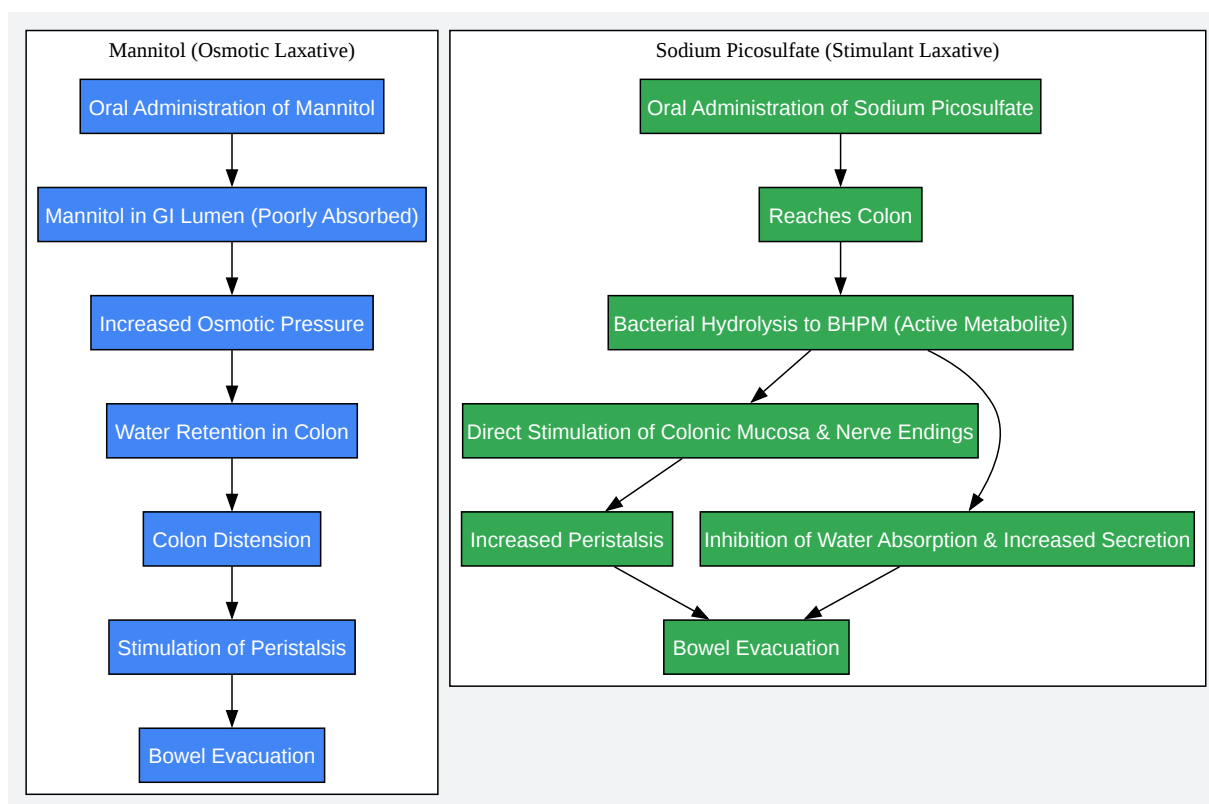 Mannitol (Osmotic Laxative)
Oral Administration of Mannitol
Mannitol in GI Lumen (Poorly Absorbed)
Increased Osmotic Pressure
Water Retention in Colon
Colon Distension
Stimulation of Peristalsis
Bowel Evacuation
Sodium Picosulfate (Stimulant Laxative)
Oral Administration of Sodium Picosulfate
Reaches Colon
Bacterial Hydrolysis to BHPM (Active Metabolite)
Direct Stimulation of Colonic Mucosa & Nerve Endings
Increased Peristalsis
Inhibition of Water Absorption & Increased Secretion
Bowel Evacuation